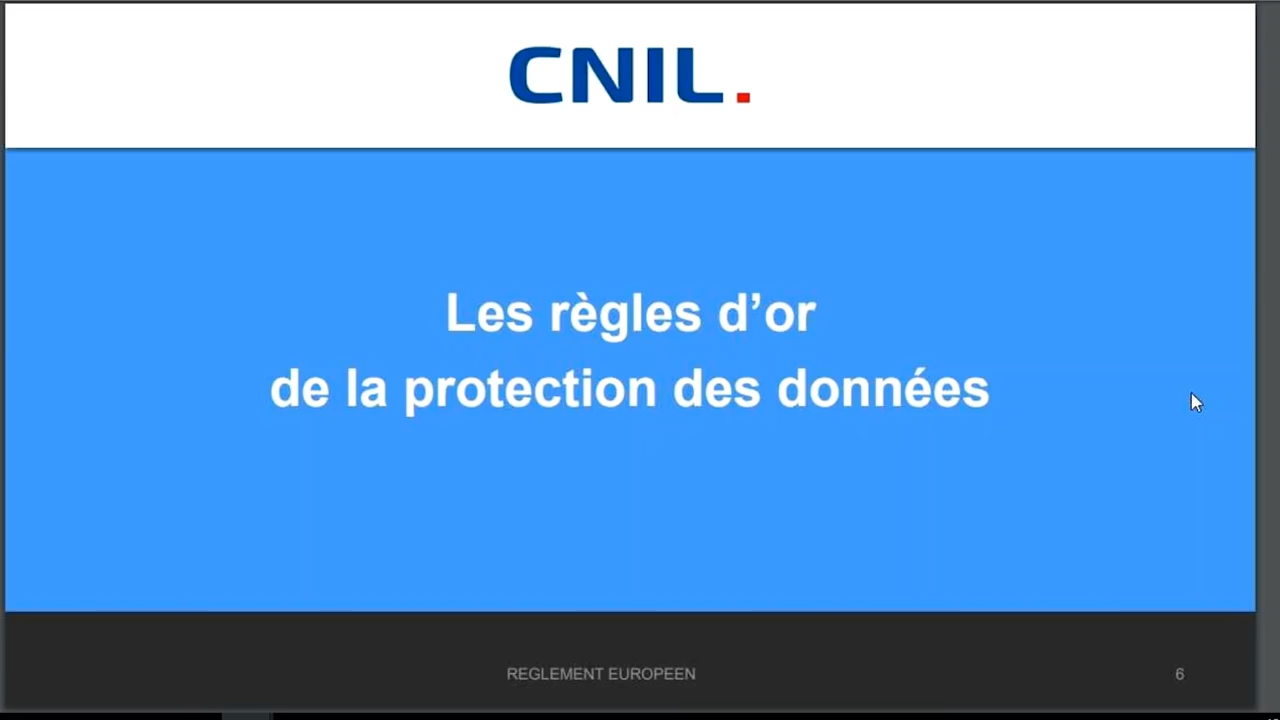 CNIL.
Les règles d’or
de la protection des données
REGLEMENT EUROPEEN
6